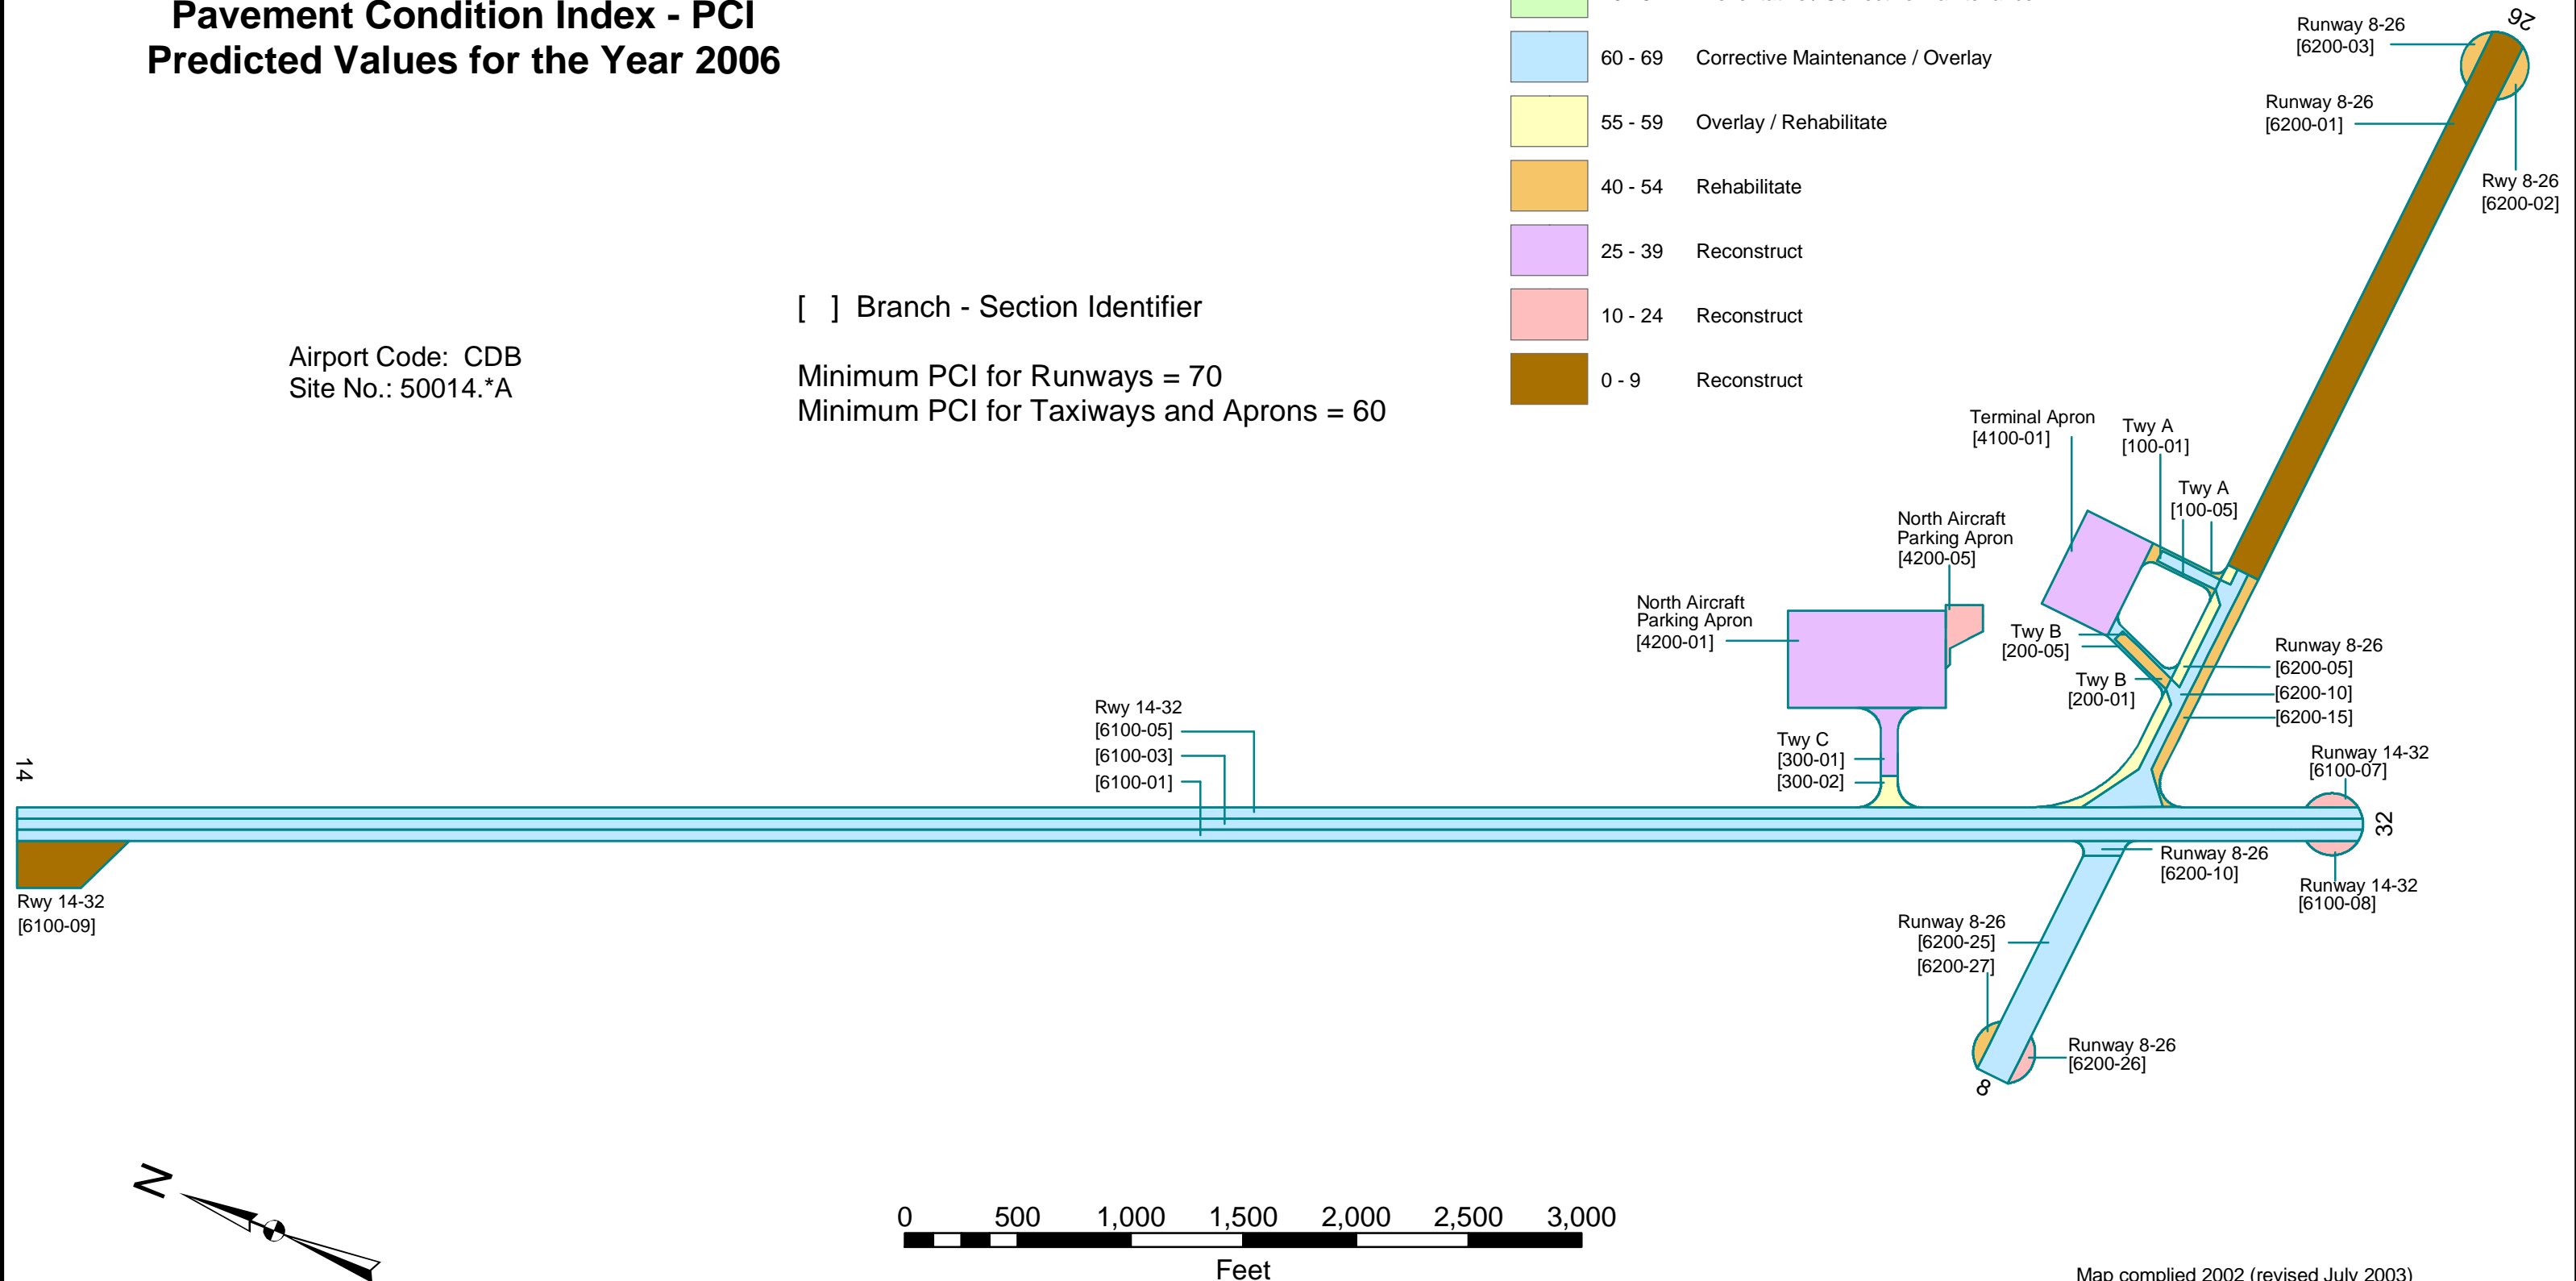 Pavement Condition Index - PCI
Predicted Values for the Year 2006
Airport Code: CDB
Site No.: 50014.*A
[ ] Branch - Section Identifier
Minimum PCI for Runways = 70
Minimum PCI for Taxiways and Aprons = 60
60 - 69 Corrective Maintenance / Overlay
55 - 59 Overlay / Rehabilitate
40 - 54 Rehabilitate
25 - 39 Reconstruct
10 - 24 Reconstruct
0 - 9 Reconstruct
26
Runway 8-26
[6200-03]
Runway 8-26
[6200-01]
Rwy 8-26
[6200-02]
Terminal Apron
[4100-01]
Twy A
[100-01]
Twy A
[100-05]
North Aircraft
Parking Apron
[4200-05]
North Aircraft
Parking Apron
[4200-01]
Twy B
[200-05]
Twy B
[200-01]
Runway 8-26
[6200-05]
[6200-10]
[6200-15]
Rwy 14-32
[6100-05]
[6100-03]
[6100-01]
Twy C
[300-01]
[300-02]
Runway 14-32
[6100-07]
14
32
Runway 8-26
[6200-10]
Runway 14-32
[6100-08]
Rwy 14-32
[6100-09]
Runway 8-26
[6200-25]
[6200-27]
Runway 8-26
[6200-26]
8
N
0 500 1,000 1,500 2,000 2,500 3,000
Feet
Map complied 2002 (revised July 2003)